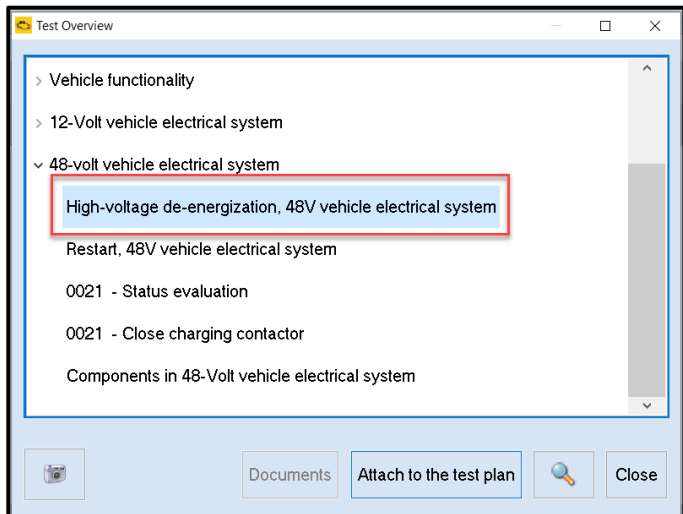 Test Overview
Vehicle functionality
12-Volt vehicle electrical system
48-volt vehicle electrical system
High-voltage de-energization, 48V vehicle electrical system
Restart, 48V vehicle electrical system
0021 - Status evaluation
0021 - Close charging contactor
Components in 48-Volt vehicle electrical system
Documents
Attach to the test plan
Close